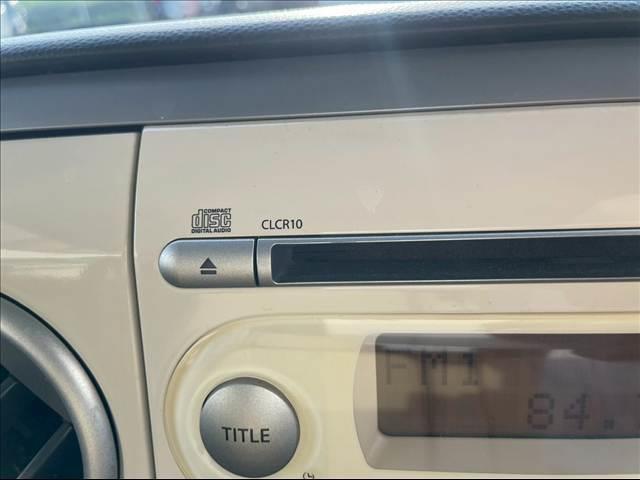 COMPACT
disc
DIGITAL AUDIO
CLCR10
FM1
84.
TITLE